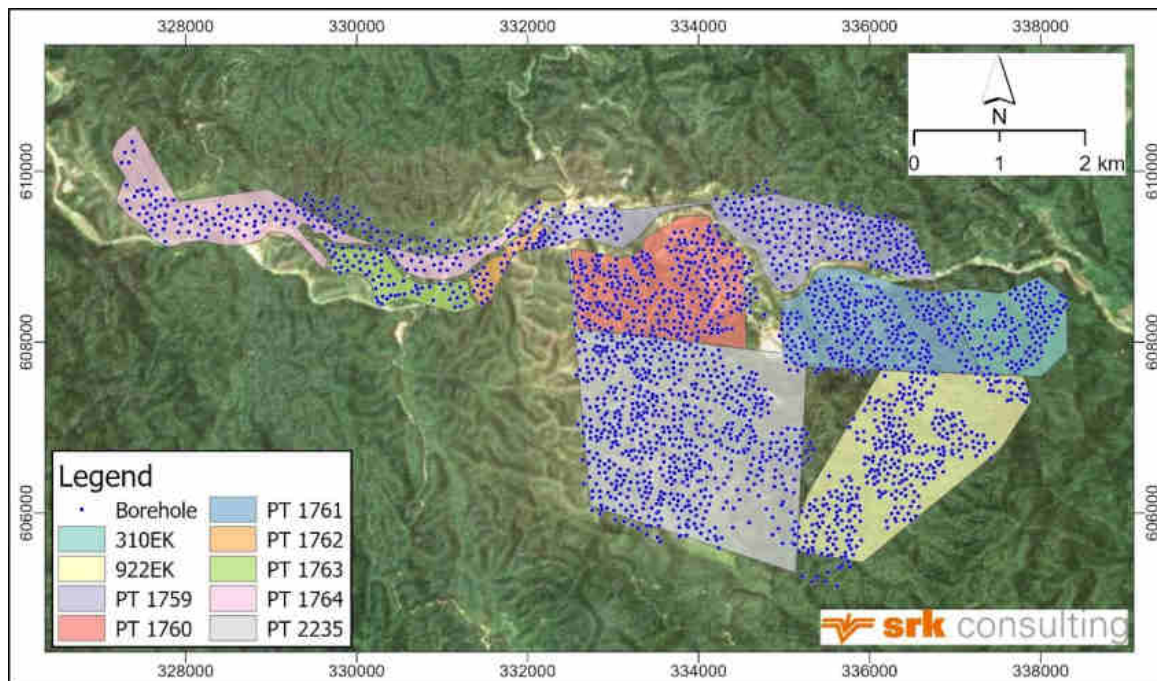 328000 330000 332000 334000 336000 338000
N
0 1 2 km
610000 610000
608000 608000
606000 606000
Legend
Borehole
310EK
922EK
PT 1759
PT 1760
PT 1761
PT 1762
PT 1763
PT 1764
PT 2235
srk consulting
328000 330000 332000 334000 336000 338000